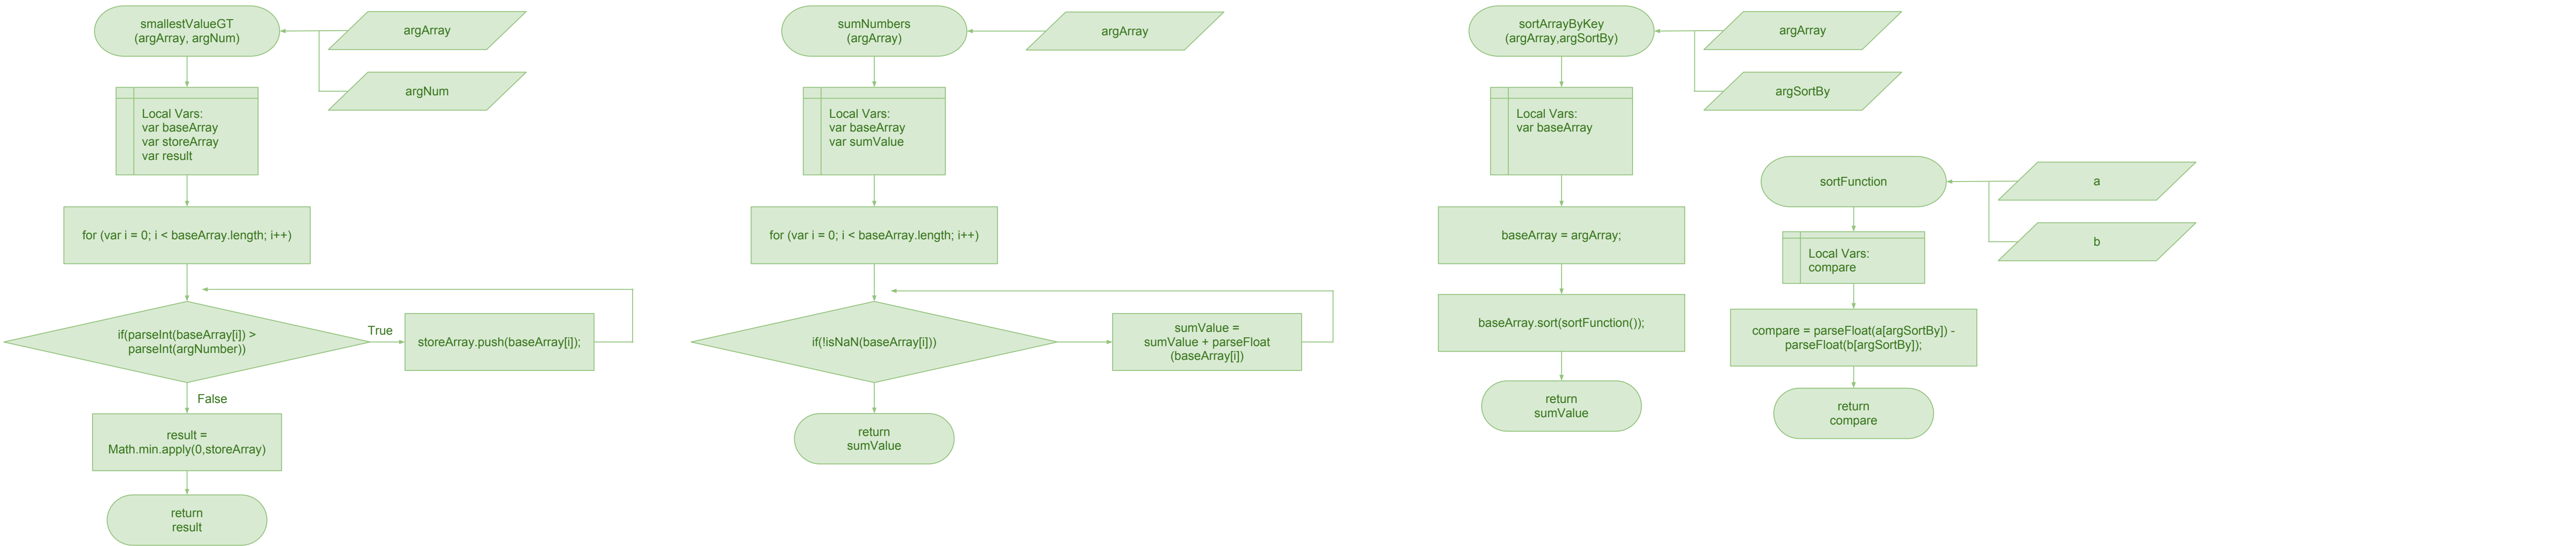 smallestValueGT
(argArray, argNum)
argArray
argNum
Local Vars:
var baseArray
var storeArray
var result
for (var i = 0; i < baseArray.length; i++)
if(parseInt(baseArray[i]) >
parseInt(argNumber))
True
storeArray.push(baseArray[i]);
False
result =
Math.min.apply(0,storeArray)
return
result
sumNumbers
(argArray)
argArray
Local Vars:
var baseArray
var sumValue
for (var i = 0; i < baseArray.length; i++)
if(!isNaN(baseArray[i]))
sumValue =
sumValue + parseFloat
(baseArray[i])
return
sumValue
sortArrayByKey
(argArray,argSortBy)
argArray
argSortBy
Local Vars:
var baseArray
baseArray = argArray;
baseArray.sort(sortFunction());
return
sumValue
sortFunction
a
b
Local Vars:
compare
compare = parseFloat(a[argSortBy]) -
parseFloat(b[argSortBy]);
return
compare